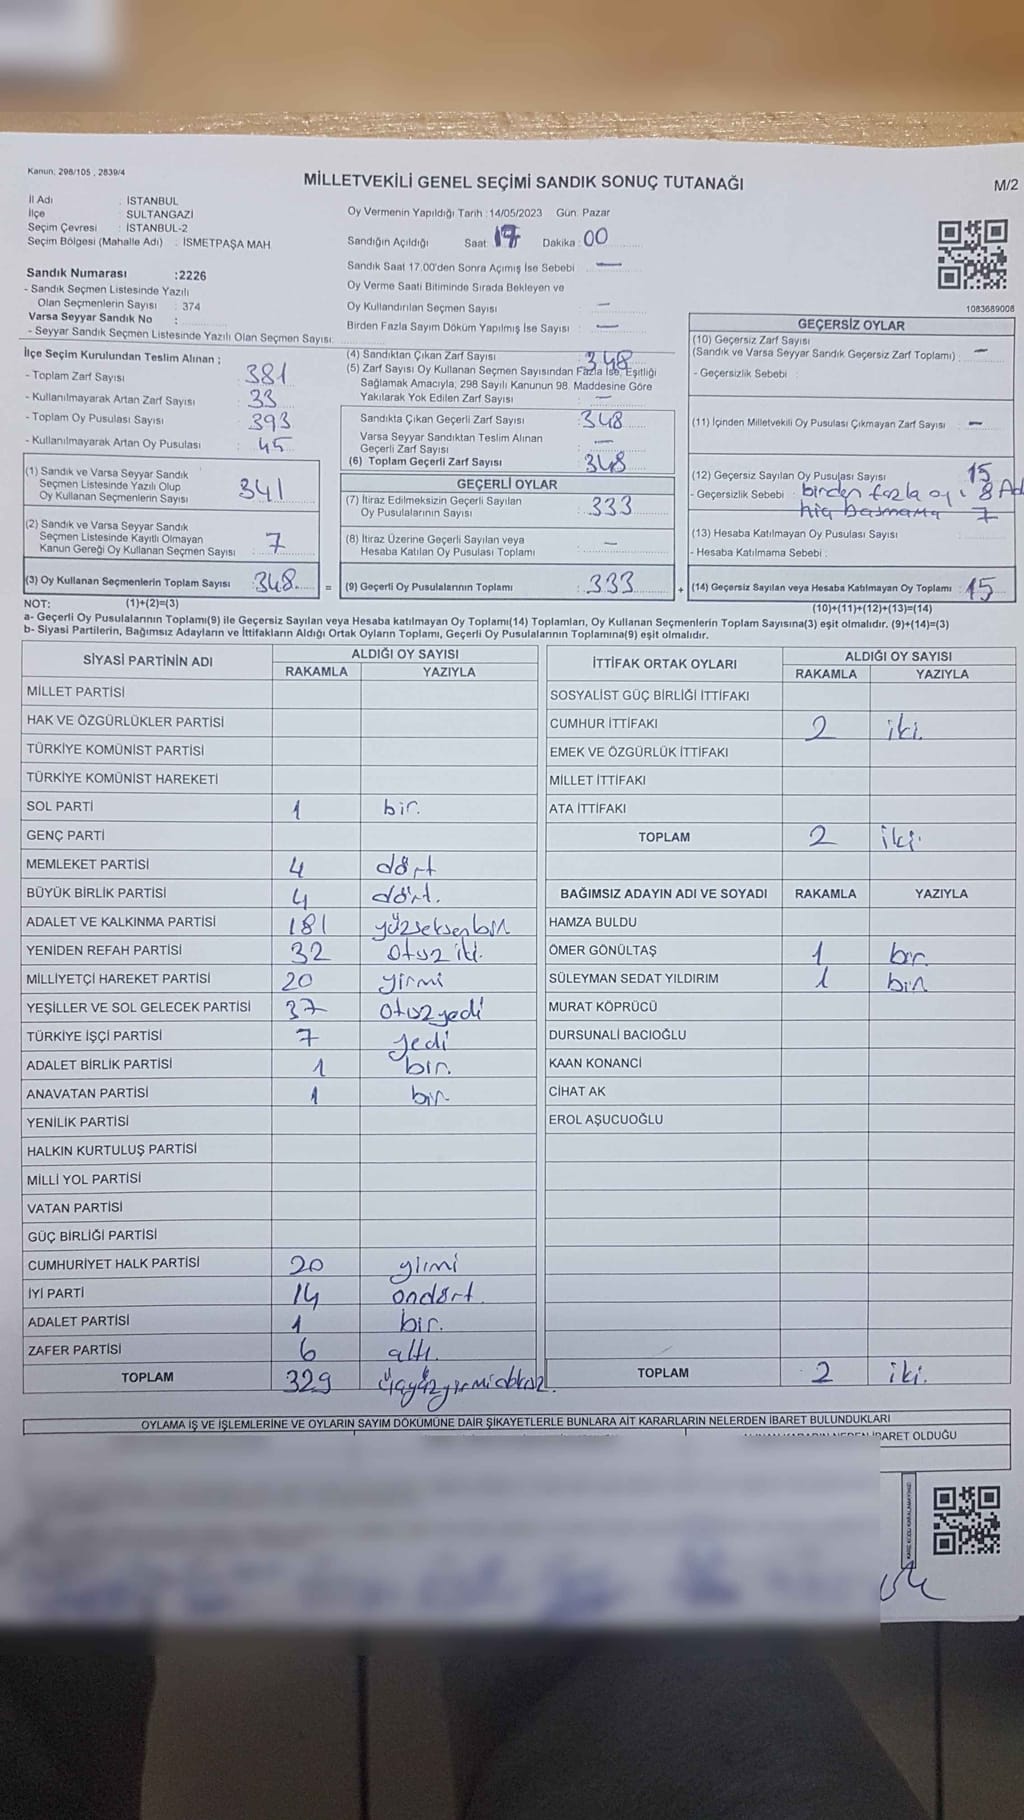 Kanun; 298/105 , 2839/4
MİLLETVEKİLİ GENEL SEÇİMİ SANDIK SONUÇ TUTANAĞI
M/2
İl Adı : İSTANBUL
İlçe : SULTANGAZİ
Seçim Çevresi : İSTANBUL-2
Seçim Bölgesi (Mahalle Adı) : İSMETPAŞA MAH.
Oy Vermenin Yapıldığı Tarih : 14/05/2023 Gün: Pazar
Sandığın Açıldığı Saat: 17 Dakika: 00
Sandık Saat 17.00'den Sonra Açımış İse Sebebi : —
Oy Verme Saati Bitiminde Sırada Bekleyen ve
Oy Kullandırılan Seçmen Sayısı : —
Birden Fazla Sayım Döküm Yapılmış İse Sayısı : —
Sandık Numarası :2226
- Sandık Seçmen Listesinde Yazılı
Olan Seçmenlerin Sayısı : 374
Varsa Seyyar Sandık No :
- Seyyar Sandık Seçmen Listesinde Yazılı Olan Seçmen Sayısı:
1083689008
İlçe Seçim Kurulundan Teslim Alınan ;
- Toplam Zarf Sayısı : 381
- Kullanılmayarak Artan Zarf Sayısı : 33
- Toplam Oy Pusulası Sayısı : 393
- Kullanılmayarak Artan Oy Pusulası : 45
(1) Sandık ve Varsa Seyyar Sandık
Seçmen Listesinde Yazılı Olup
Oy Kullanan Seçmenlerin Sayısı : 341
(2) Sandık ve Varsa Seyyar Sandık
Seçmen Listesinde Kayıtlı Olmayan
Kanun Gereği Oy Kullanan Seçmen Sayısı : 7
(3) Oy Kullanan Seçmenlerin Toplam Sayısı : 348 =
(4) Sandıktan Çıkan Zarf Sayısı : 348
(5) Zarf Sayısı Oy Kullanan Seçmen Sayısından Fazla İse, Eşitliği
Sağlamak Amacıyla, 298 Sayılı Kanunun 98. Maddesine Göre
Yakılarak Yok Edilen Zarf Sayısı : —
Sandıkta Çıkan Geçerli Zarf Sayısı : 348
Varsa Seyyar Sandıktan Teslim Alınan
Geçerli Zarf Sayısı : —
(6) Toplam Geçerli Zarf Sayısı : 348
GEÇERLİ OYLAR
(7) İtiraz Edilmeksizin Geçerli Sayılan
Oy Pusulalarının Sayısı : 333
(8) İtiraz Üzerine Geçerli Sayılan veya
Hesaba Katılan Oy Pusulası Toplamı : —
(9) Geçerli Oy Pusulalarının Toplamı : 333 +
GEÇERSİZ OYLAR
(10) Geçersiz Zarf Sayısı
(Sandık ve Varsa Seyyar Sandık Geçersiz Zarf Toplamı) : —
- Geçersizlik Sebebi :
(11) İçinden Milletvekili Oy Pusulası Çıkmayan Zarf Sayısı : —
(12) Geçersiz Sayılan Oy Pusulası Sayısı : 15
- Geçersizlik Sebebi : birden fazla oy : 8 Ad
hiç basmama 7
(13) Hesaba Katılmayan Oy Pusulası Sayısı :
- Hesaba Katılmama Sebebi :
(14) Geçersiz Sayılan veya Hesaba Katılmayan Oy Toplamı : 15
NOT: (1)+(2)=(3)
(10)+(11)+(12)+(13)=(14)
a- Geçerli Oy Pusulalarının Toplamı(9) ile Geçersiz Sayılan veya Hesaba katılmayan Oy Toplamı(14) Toplamları, Oy Kullanan Seçmenlerin Toplam Sayısına(3) eşit olmalıdır. (9)+(14)=(3)
b- Siyasi Partilerin, Bağımsız Adayların ve İttifakların Aldığı Ortak Oyların Toplamı, Geçerli Oy Pusulalarının Toplamına(9) eşit olmalıdır.
SİYASİ PARTİNİN ADI
ALDIĞI OY SAYISI
RAKAMLA YAZIYLA
MİLLET PARTİSİ
HAK VE ÖZGÜRLÜKLER PARTİSİ
TÜRKİYE KOMÜNİST PARTİSİ
TÜRKİYE KOMÜNİST HAREKETİ
SOL PARTİ 1 bir.
GENÇ PARTİ
MEMLEKET PARTİSİ 4 dört
BÜYÜK BİRLİK PARTİSİ 4 dört.
ADALET VE KALKINMA PARTİSİ 181 yüzseksenbir
YENİDEN REFAH PARTİSİ 32 otuz iki.
MİLLİYETÇİ HAREKET PARTİSİ 20 yirmi
YEŞİLLER VE SOL GELECEK PARTİSİ 37 otuzyedi
TÜRKİYE İŞÇİ PARTİSİ 7 yedi
ADALET BİRLİK PARTİSİ 1 bir.
ANAVATAN PARTİSİ 1 bir
YENİLİK PARTİSİ
HALKIN KURTULUŞ PARTİSİ
MİLLİ YOL PARTİSİ
VATAN PARTİSİ
GÜÇ BİRLİĞİ PARTİSİ
CUMHURİYET HALK PARTİSİ 20 yirmi
İYİ PARTİ 14 ondört
ADALET PARTİSİ 1 bir.
ZAFER PARTİSİ 6 altı.
TOPLAM 329 üçyüzyirmidokuz.
İTTİFAK ORTAK OYLARI
ALDIĞI OY SAYISI
RAKAMLA YAZIYLA
SOSYALİST GÜÇ BİRLİĞİ İTTİFAKI
CUMHUR İTTİFAKI 2 iki.
EMEK VE ÖZGÜRLÜK İTTİFAKI
MİLLET İTTİFAKI
ATA İTTİFAKI
TOPLAM 2 iki.
BAĞIMSIZ ADAYIN ADI VE SOYADI RAKAMLA YAZIYLA
HAMZA BULDU
ÖMER GÖNÜLTAŞ 1 bir.
SÜLEYMAN SEDAT YILDIRIM 1 bir
MURAT KÖPRÜCÜ
DURSUNALİ BACIOĞLU
KAAN KONANCİ
CİHAT AK
EROL AŞUCUOĞLU
TOPLAM 2 iki.
OYLAMA İŞ VE İŞLEMLERİNE VE OYLARIN SAYIM DÖKÜMÜNE DAİR ŞİKAYETLERLE BUNLARA AİT KARARLARIN NELERDEN İBARET BULUNDUKLARI
İBARET OLDUĞU